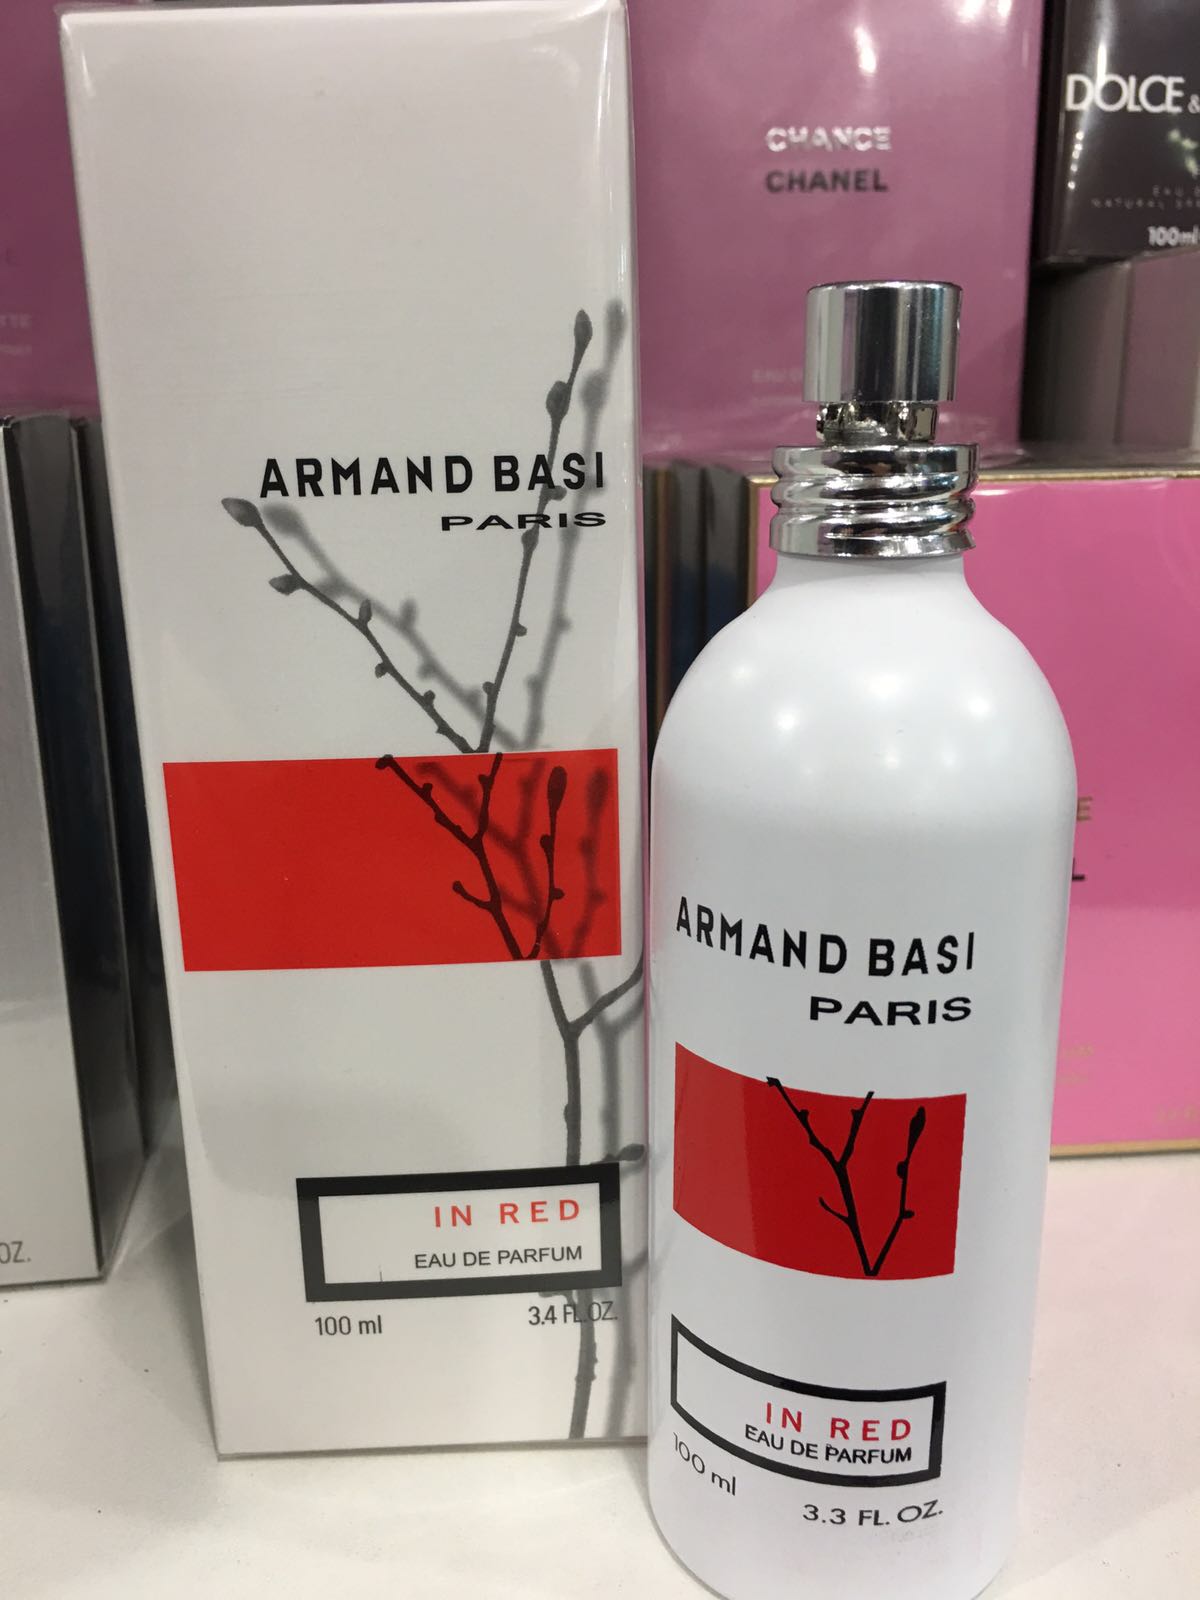 CHANCE
CHANEL
DOLCE &
100ml
ARMAND BASI
PARIS
IN RED
EAU DE PARFUM
100 ml
3.4 FL.OZ.
ARMAND BASI
PARIS
IN RED
EAU DE PARFUM
100 ml
3.3 FL. OZ.
OZ.